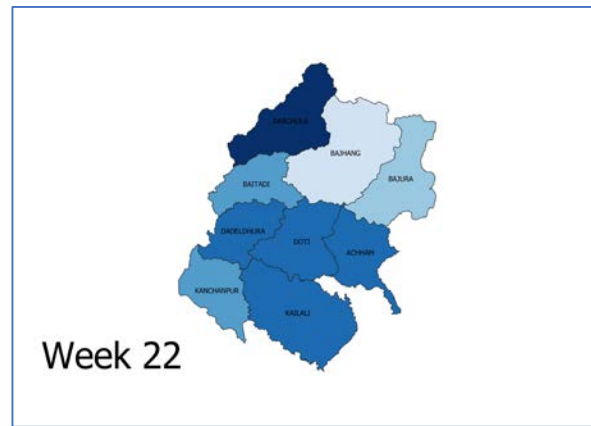 DARCHULA
BAJHANG
BAJURA
BAITADI
DADELDHURA
DOTI
ACHHAM
KANCHANPUR
KAILALI
Week 22